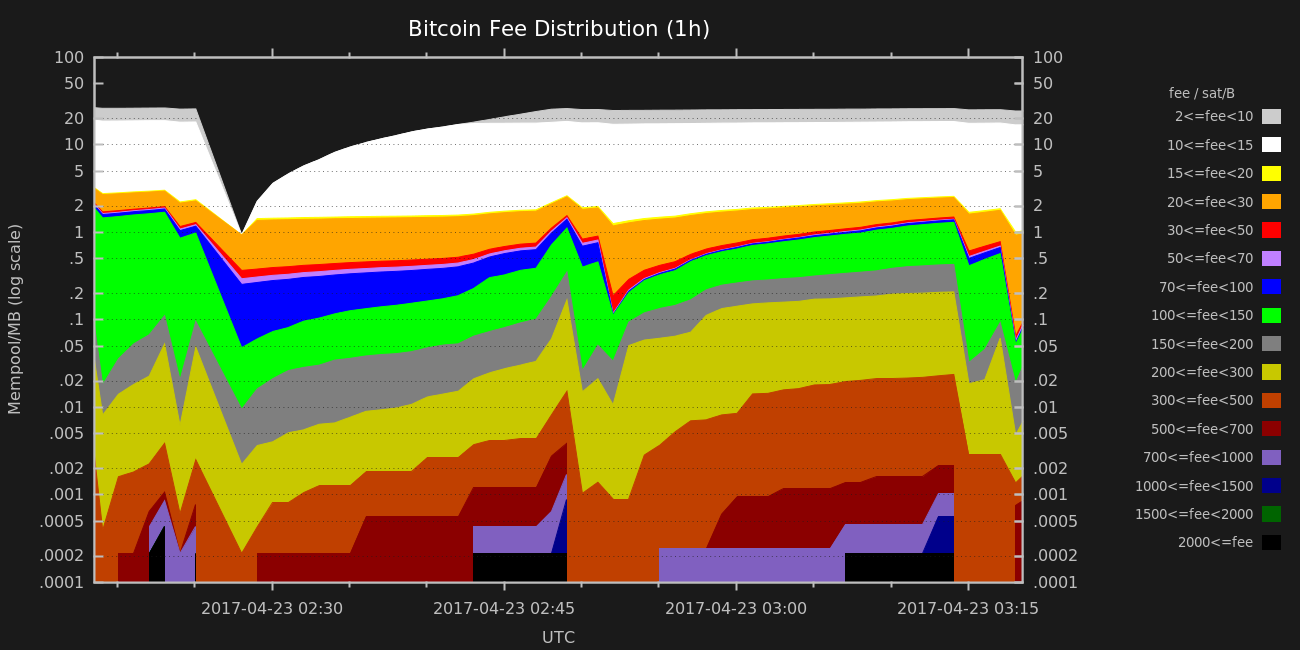 Bitcoin Fee Distribution (1h)
100
50
20
10
5
2
1
.5
.2
.1
.05
.02
.01
.005
.002
.001
.0005
.0002
.0001
Mempool/MB (log scale)
100
50
20
10
5
2
1
.5
.2
.1
.05
.02
.01
.005
.002
.001
.0005
.0002
.0001
2017-04-23 02:30
2017-04-23 02:45
2017-04-23 03:00
2017-04-23 03:15
UTC
fee / sat/B
2<=fee<10
10<=fee<15
15<=fee<20
20<=fee<30
30<=fee<50
50<=fee<70
70<=fee<100
100<=fee<150
150<=fee<200
200<=fee<300
300<=fee<500
500<=fee<700
700<=fee<1000
1000<=fee<1500
1500<=fee<2000
2000<=fee